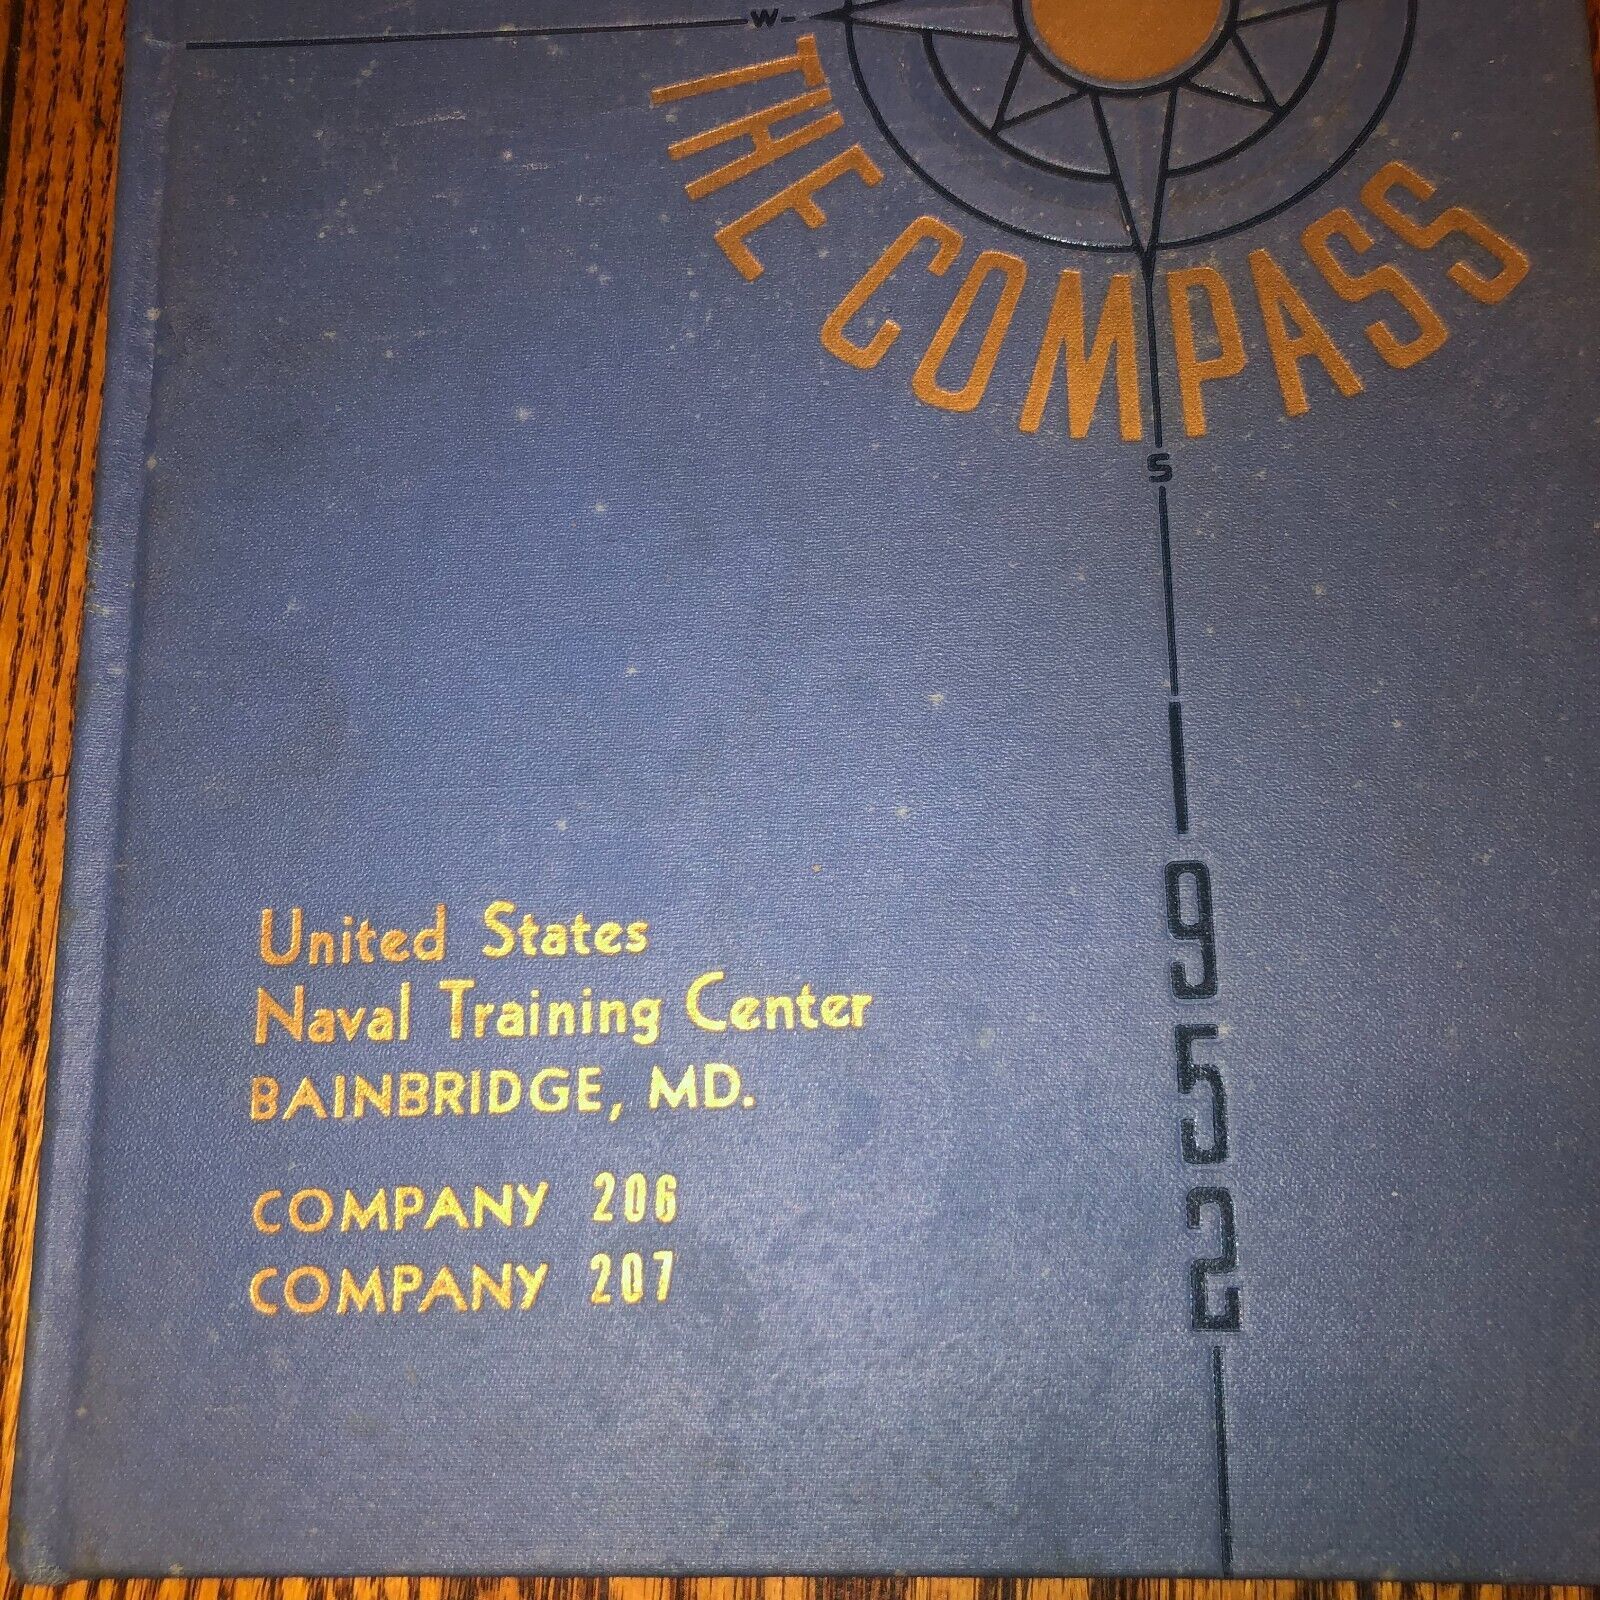 W
THE COMPASS
S
1952
United States
Naval Training Center
BAINBRIDGE, MD.
COMPANY 206
COMPANY 207